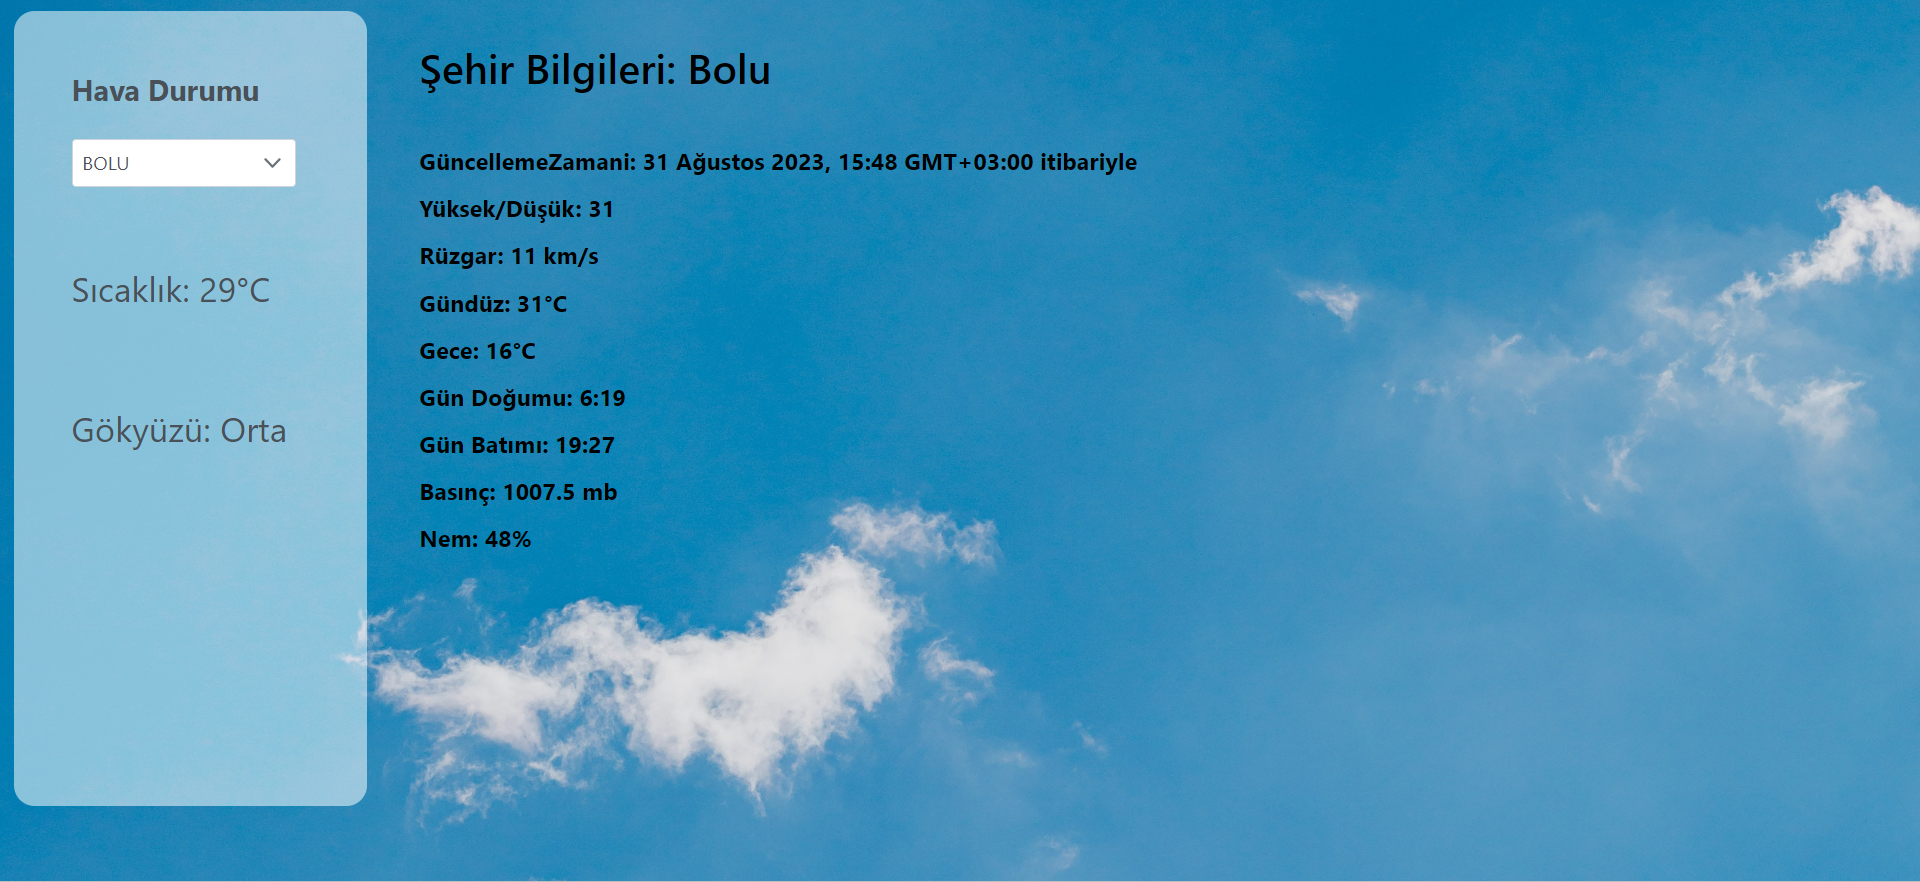 Hava Durumu
BOLU
Sıcaklık: 29°C
Gökyüzü: Orta
Şehir Bilgileri: Bolu
GüncellemeZamani: 31 Ağustos 2023, 15:48 GMT+03:00 itibariyle
Yüksek/Düşük: 31
Rüzgar: 11 km/s
Gündüz: 31°C
Gece: 16°C
Gün Doğumu: 6:19
Gün Batımı: 19:27
Basınç: 1007.5 mb
Nem: 48%